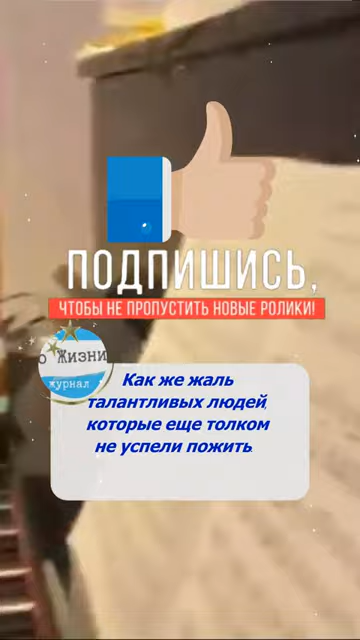 ПОДПИШИСЬ,
ЧТОБЫ НЕ ПРОПУСТИТЬ НОВЫЕ РОЛИКИ!
о Жизни
журнал
Как же жаль
талантливых людей,
которые еще толком
не успели пожить